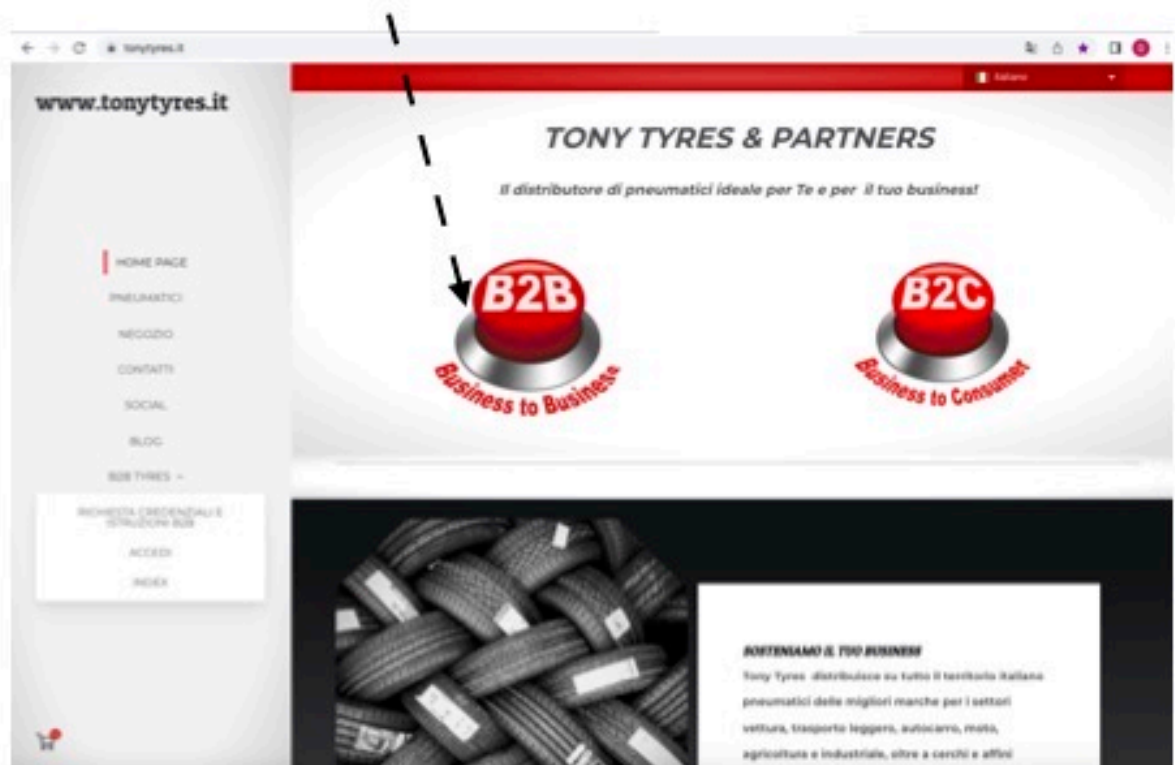 tonytyres.it
Italiano
www.tonytyres.it
TONY TYRES & PARTNERS
Il distributore di pneumatici ideale per Te e per il tuo business!
HOME PAGE
PNEUMATICI
NEGOZIO
CONTATTI
SOCIAL
BLOG
B2B TYRES
RICHIESTA CREDENZIALI E
ISTRUZIONI B2B
ACCEDI
INDEX
B2B
Business to Business
B2C
Business to Consumer
SOSTENIAMO IL TUO BUSINESS
Tony Tyres distribuisce su tutto il territorio italiano
pneumatici delle migliori marche per i settori
vettura, trasporto leggero, autocarro, moto,
agricoltura e industriale, oltre a cerchi e affini